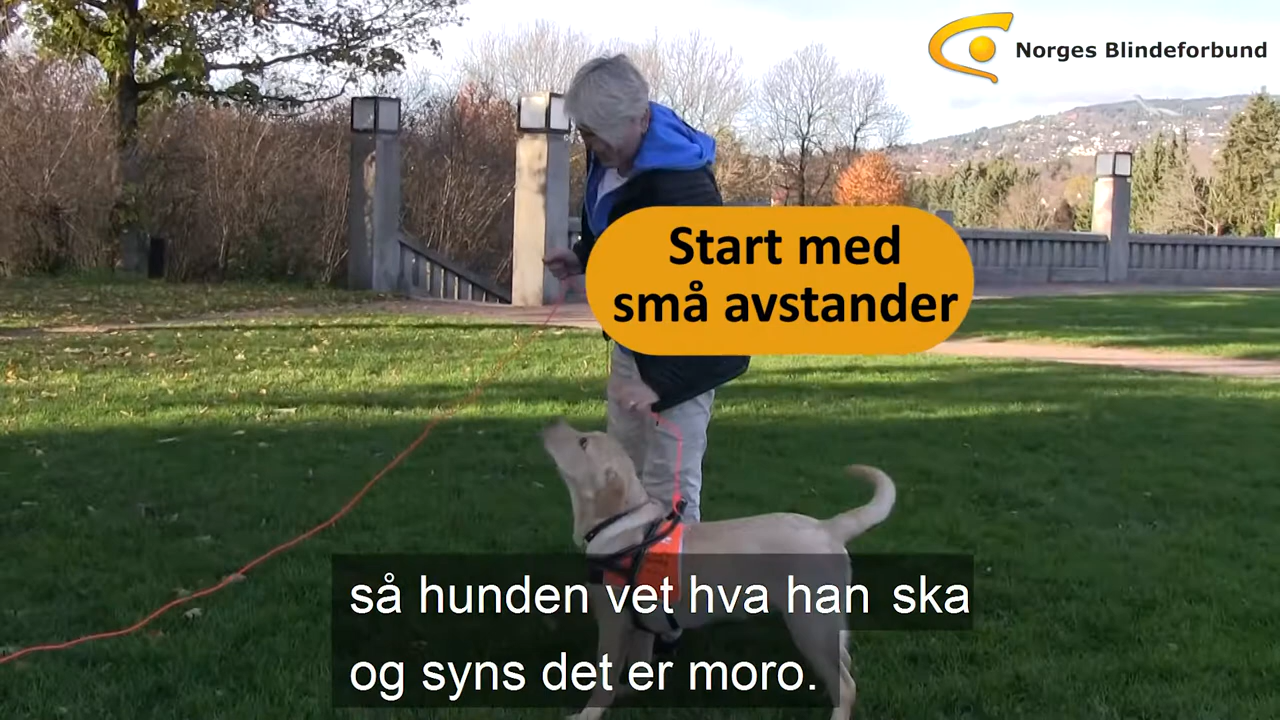 Norges Blindeforbund
Start med
små avstander
så hunden vet hva han ska
og syns det er moro.